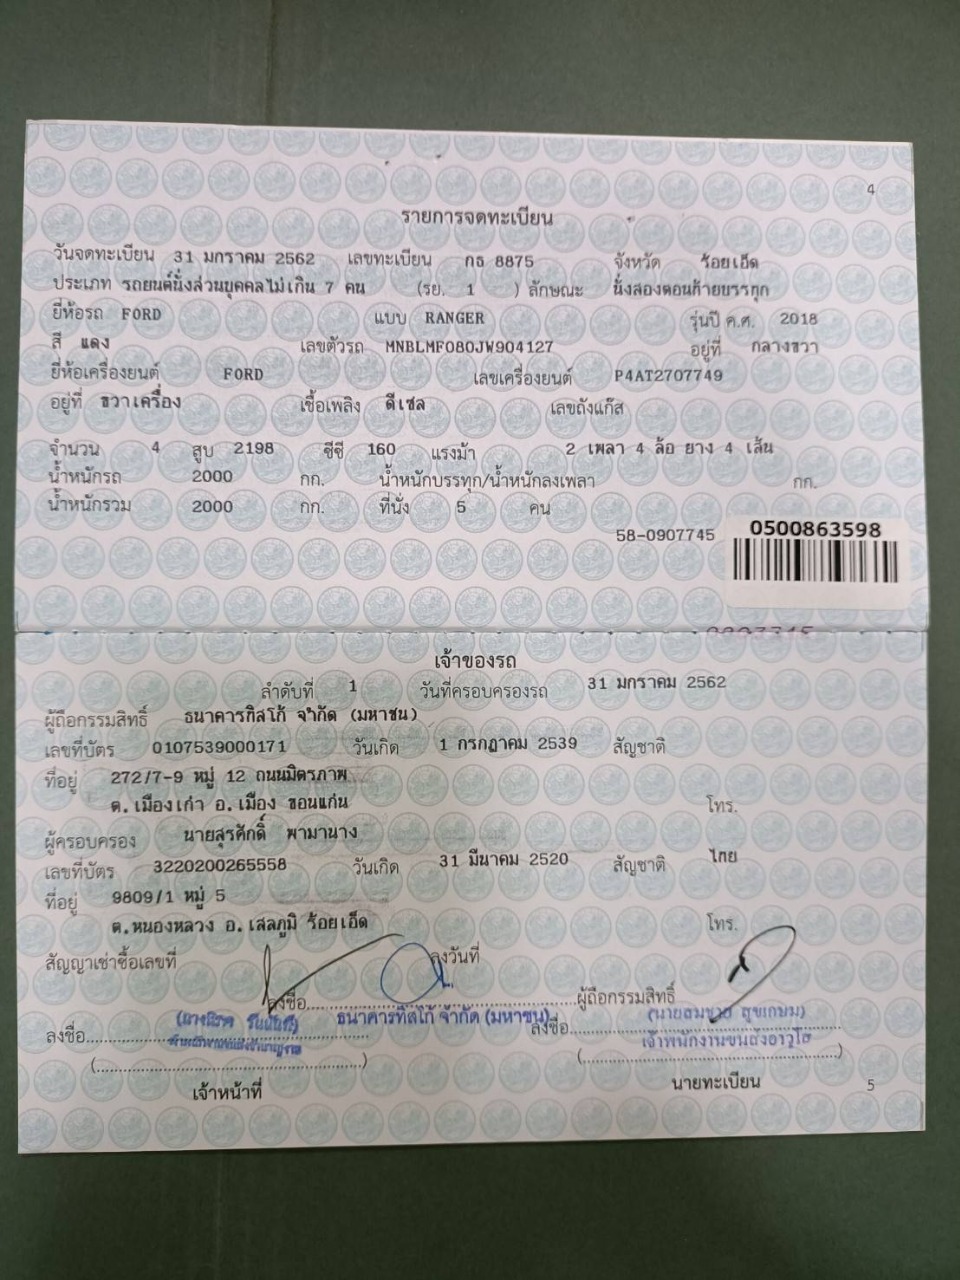 4
รายการจดทะเบียน
วันจดทะเบียน 31 มกราคม 2562 เลขทะเบียน กธ 8875 จังหวัด ร้อยเอ็ด
ประเภท รถยนต์นั่งส่วนบุคคลไม่เกิน 7 คน (รย. 1 ) ลักษณะ นั่งสองตอนท้ายบรรทุก
ยี่ห้อรถ FORD แบบ RANGER รุ่นปี ค.ศ. 2018
สี แดง เลขตัวรถ MNBLMFO80JW904127 อยู่ที่ กลางขวา
ยี่ห้อเครื่องยนต์ FORD เลขเครื่องยนต์ P4AT2707749
อยู่ที่ ขวาเครื่อง เชื้อเพลิง ดีเซล เลขถังแก๊ส
จำนวน 4 สูบ 2198 ซีซี 160 แรงม้า 2 เพลา 4 ล้อ ยาง 4 เส้น
น้ำหนักรถ 2000 กก. น้ำหนักบรรทุก/น้ำหนักลงเพลา กก.
น้ำหนักรวม 2000 กก. ที่นั่ง 5 คน
58-0907745
0500863598
เจ้าของรถ
ลำดับที่ 1 วันที่ครอบครองรถ 31 มกราคม 2562
ผู้ถือกรรมสิทธิ์ ธนาคารทิสโก้ จำกัด (มหาชน)
เลขที่บัตร 0107539000171 วันเกิด 1 กรกฎาคม 2539 สัญชาติ
ที่อยู่ 272/7-9 หมู่ 12 ถนนมิตรภาพ
ต.เมืองเก่า อ.เมือง ขอนแก่น โทร.
ผู้ครอบครอง นายสุรศักดิ์ พามานาง
เลขที่บัตร 3220200265558 วันเกิด 31 มีนาคม 2520 สัญชาติ ไทย
ที่อยู่ 9809/1 หมู่ 5
ต.หนองหลวง อ.เสลภูมิ ร้อยเอ็ด โทร.
สัญญาเช่าซื้อเลขที่ ลงวันที่
ลงชื่อ ผู้ถือกรรมสิทธิ์
ธนาคารทิสโก้ จำกัด (มหาชน)
ลงชื่อ ลงชื่อ
เจ้าพนักงานขนส่งอาวุโส
เจ้าหน้าที่ นายทะเบียน
5